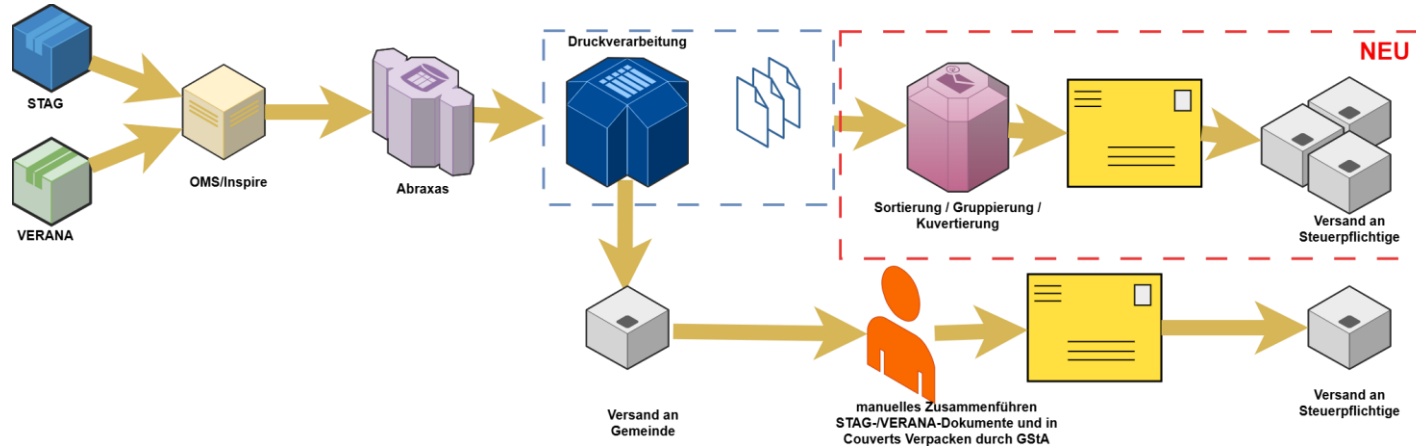 Druckverarbeitung
NEU
STAG
OMS/Inspire
Abraxas
VERANA
Sortierung / Gruppierung /
Kuvertierung
Versand an
Steuerpflichtige
Versand an
Gemeinde
manuelles Zusammenführen
STAG-/VERANA-Dokumente und in
Couverts Verpacken durch GStA
Versand an
Steuerpflichtige